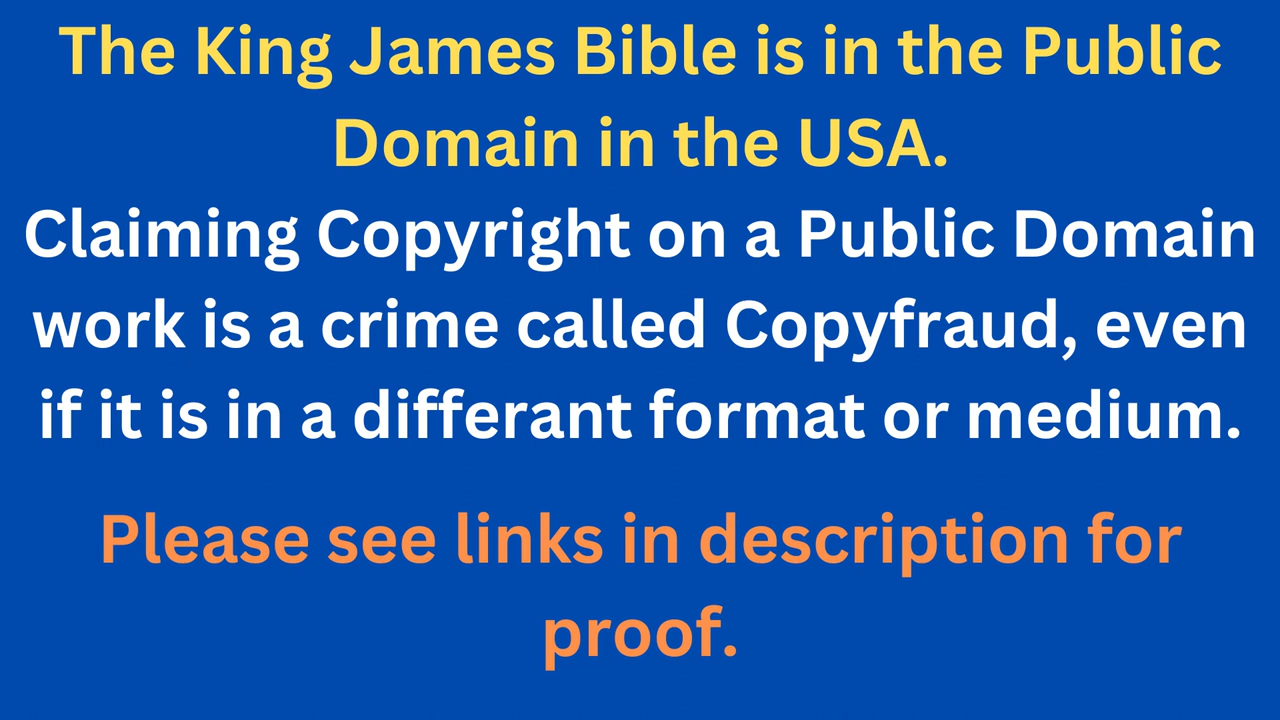 The King James Bible is in the Public
Domain in the USA.
Claiming Copyright on a Public Domain
work is a crime called Copyfraud, even
if it is in a differant format or medium.
Please see links in description for
proof.